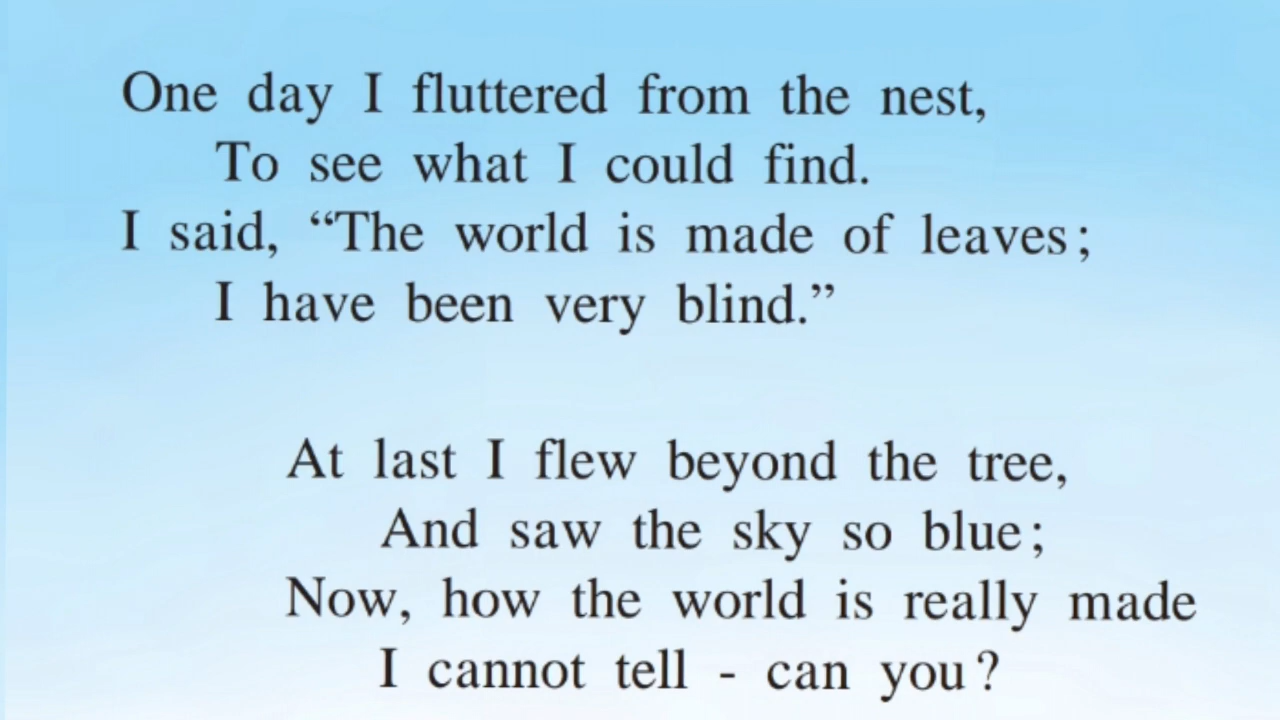 One day I fluttered from the nest,
To see what I could find.
I said, “The world is made of leaves;
I have been very blind.”
At last I flew beyond the tree,
And saw the sky so blue;
Now, how the world is really made
I cannot tell - can you?